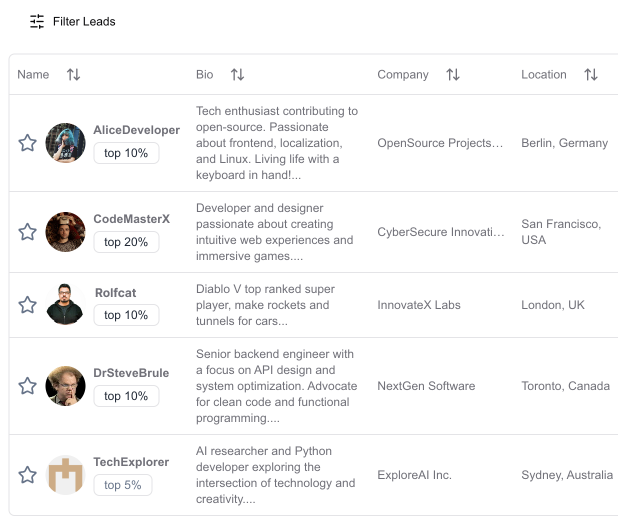 Filter Leads
Name
Bio
Company
Location
AliceDeveloper
top 10%
Tech enthusiast contributing to
open-source. Passionate
about frontend, localization,
and Linux. Living life with a
keyboard in hand!...
OpenSource Projects…
Berlin, Germany
CodeMasterX
top 20%
Developer and designer
passionate about creating
intuitive web experiences and
immersive games....
CyberSecure Innovati…
San Francisco,
USA
Rolfcat
top 10%
Diablo V top ranked super
player, make rockets and
tunnels for cars...
InnovateX Labs
London, UK
DrSteveBrule
top 10%
Senior backend engineer with
a focus on API design and
system optimization. Advocate
for clean code and functional
programming....
NextGen Software
Toronto, Canada
TechExplorer
top 5%
AI researcher and Python
developer exploring the
intersection of technology and
creativity....
ExploreAI Inc.
Sydney, Australia